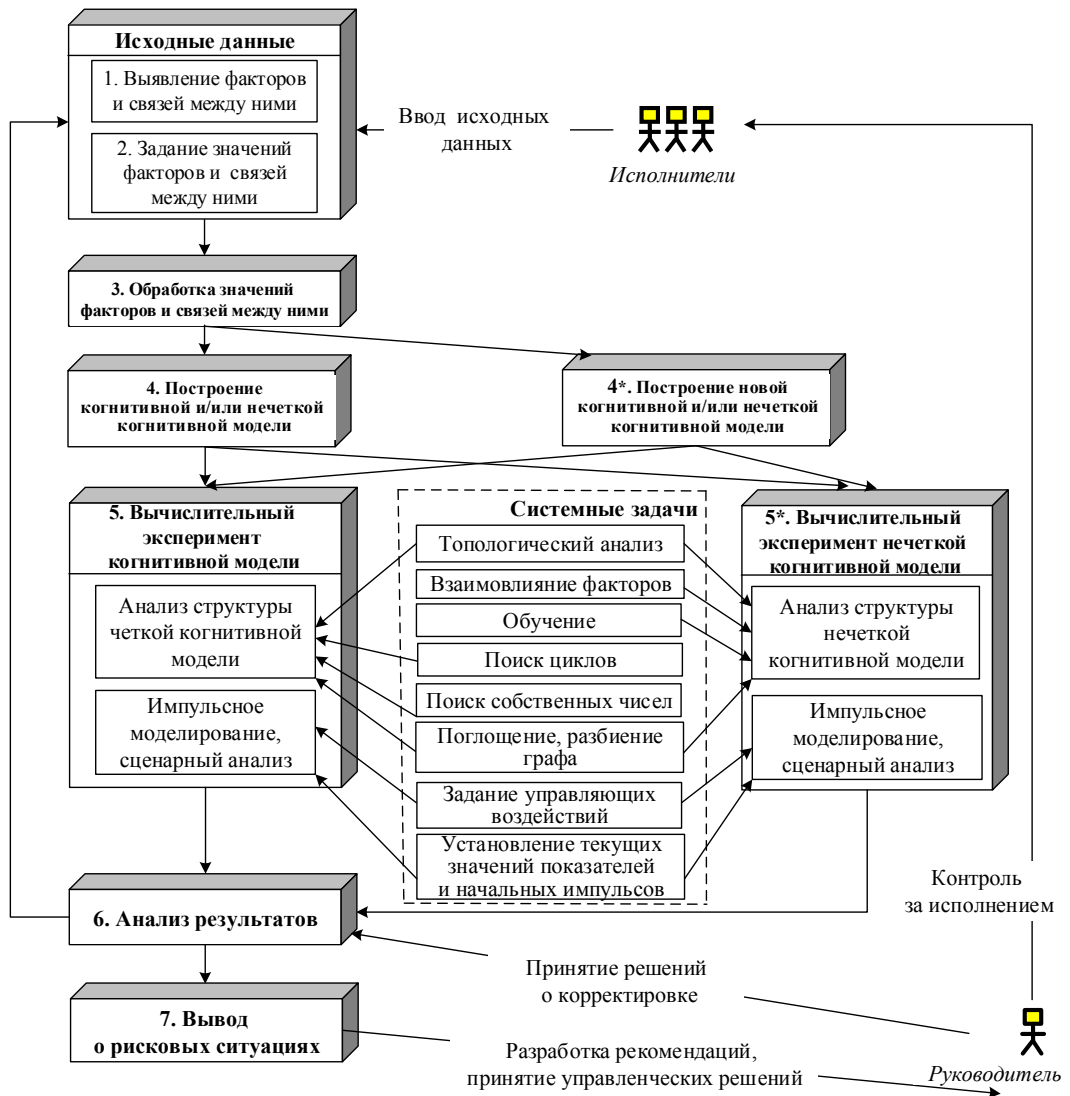 Исходные данные
1. Выявление факторов
и связей между ними
2. Задание значений
факторов и связей
между ними
Ввод исходных
данных
Исполнители
3. Обработка значений
факторов и связей между ними
4. Построение
когнитивной и/или нечеткой
когнитивной модели
4*. Построение новой
когнитивной и/или нечеткой
когнитивной модели
5. Вычислительный
эксперимент
когнитивной модели
Анализ структуры
четкой когнитивной
модели
Импульсное
моделирование,
сценарный анализ
Системные задачи
Топологический анализ
Взаимовлияние факторов
Обучение
Поиск циклов
Поиск собственных чисел
Поглощение, разбиение
графа
Задание управляющих
воздействий
Установление текущих
значений показателей
и начальных импульсов
5*. Вычислительный
эксперимент нечеткой
когнитивной модели
Анализ структуры
нечеткой
когнитивной модели
Импульсное
моделирование,
сценарный анализ
Контроль
за исполнением
6. Анализ результатов
Принятие решений
о корректировке
7. Вывод
о рисковых ситуациях
Разработка рекомендаций,
принятие управленческих решений
Руководитель